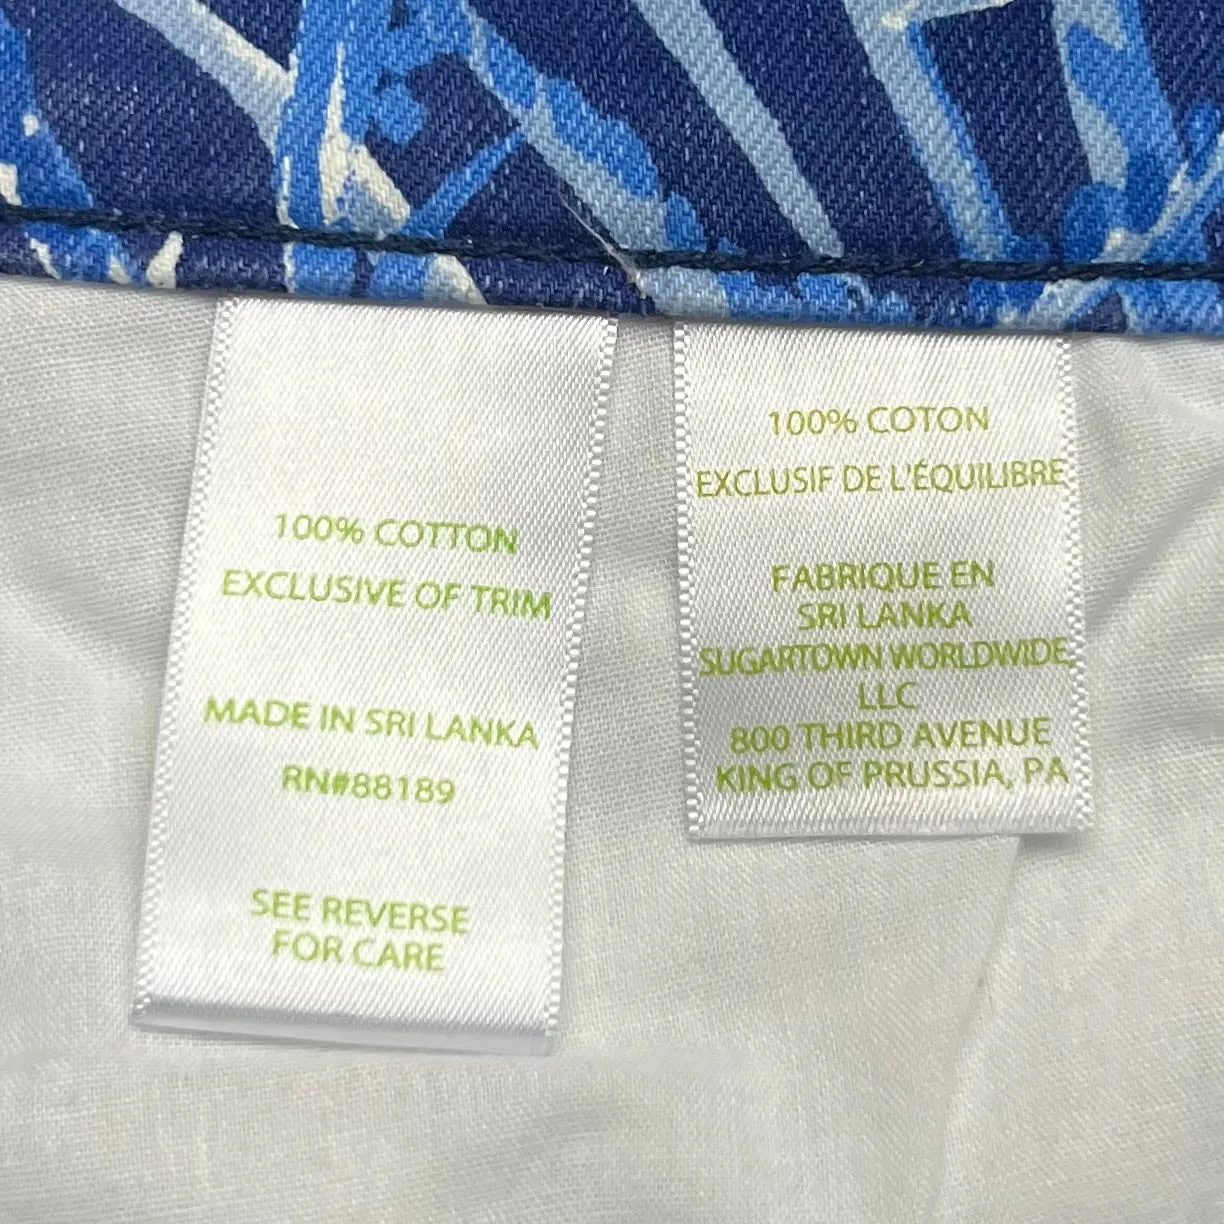 100% COTTON
EXCLUSIVE OF TRIM
MADE IN SRI LANKA
RN#88189
SEE REVERSE
FOR CARE
100% COTON
EXCLUSIF DE L'ÉQUILIBRE
FABRIQUE EN
SRI LANKA
SUGARTOWN WORLDWIDE
LLC
800 THIRD AVENUE
KING OF PRUSSIA, PA